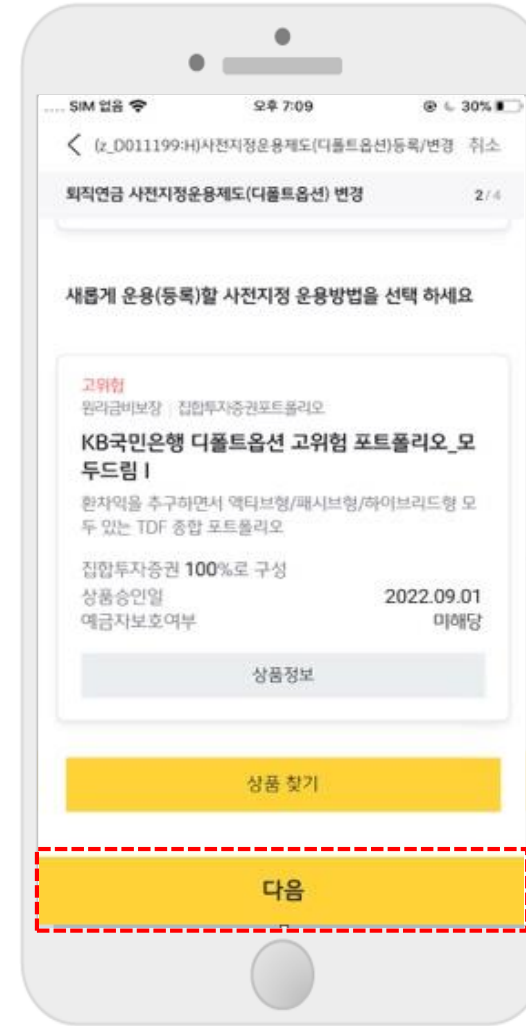 .... SIM 없음 오후 7:09 30%
(z_D011199:H)사전지정운용제도(디폴트옵션)등록/변경 취소
퇴직연금 사전지정운용제도(디폴트옵션) 변경 2/4
새롭게 운용(등록)할 사전지정 운용방법을 선택 하세요
고위험
원리금비보장 | 집합투자증권포트폴리오
KB국민은행 디폴트옵션 고위험 포트폴리오_모
두드림 I
환차익을 추구하면서 액티브형/패시브형/하이브리드형 모
두 있는 TDF 종합 포트폴리오
집합투자증권 100%로 구성
상품승인일 2022.09.01
예금자보호여부 미해당
상품정보
상품 찾기
다음